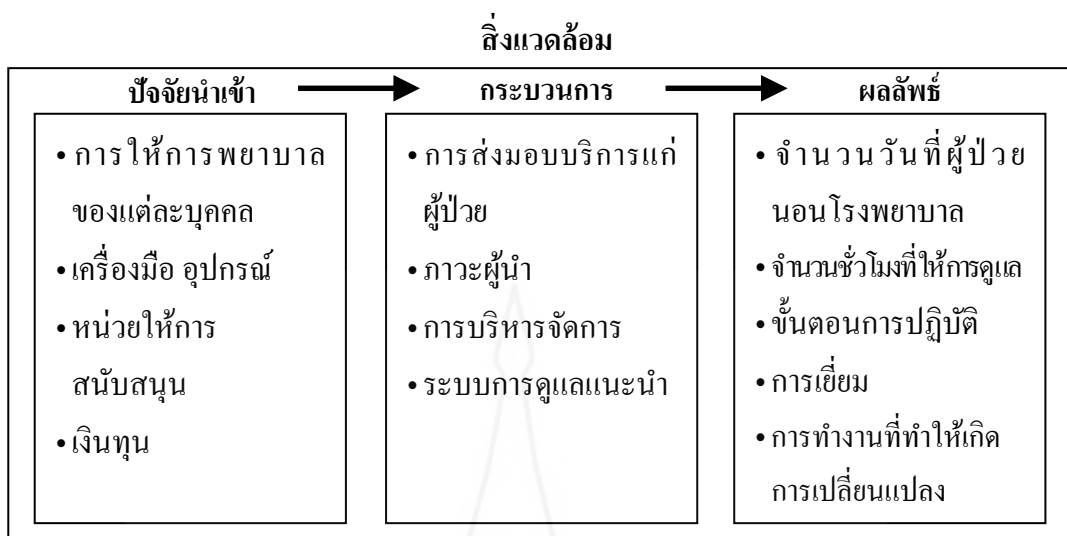 สิ่งแวดล้อม
ปัจจัยนำเข้า
กระบวนการ
ผลลัพธ์
• การให้การพยาบาล
ของแต่ละบุคคล
• เครื่องมือ อุปกรณ์
• หน่วยให้การ
สนับสนุน
• เงินทุน
• การส่งมอบบริการแก่
ผู้ป่วย
• ภาวะผู้นำ
• การบริหารจัดการ
• ระบบการดูแลแนะนำ
• จำนวนวันที่ผู้ป่วย
นอนโรงพยาบาล
• จำนวนชั่วโมงที่ให้การดูแล
• ขั้นตอนการปฏิบัติ
• การเยี่ยม
• การทำงานที่ทำให้เกิด
การเปลี่ยนแปลง